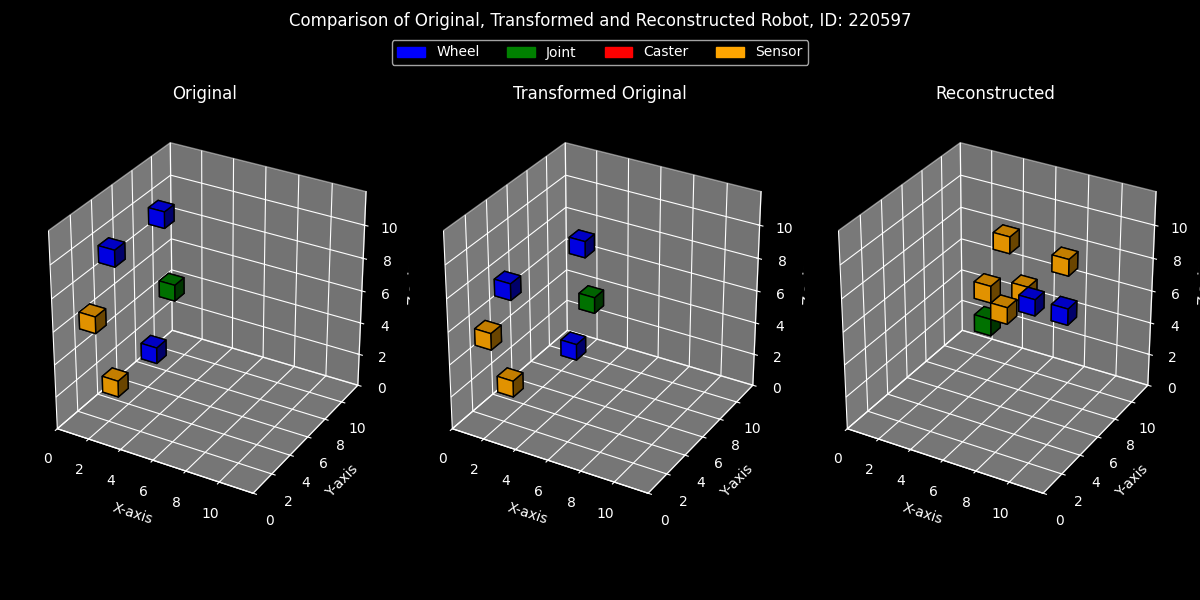 Comparison of Original, Transformed and Reconstructed Robot, ID: 220597
Wheel Joint Caster Sensor
Original Transformed Original Reconstructed
10 10 10
8 8 8
6 6 6
4 4 4
2 2 2
0 0 0
10 10 10
8 8 8
0 0 0
6 6 6
2 2 2
4 4 4
4 4 4
6 6 6
2 2 2
8 8 8
10 10 10
0 0 0
X-axis Y-axis X-axis Y-axis X-axis Y-axis